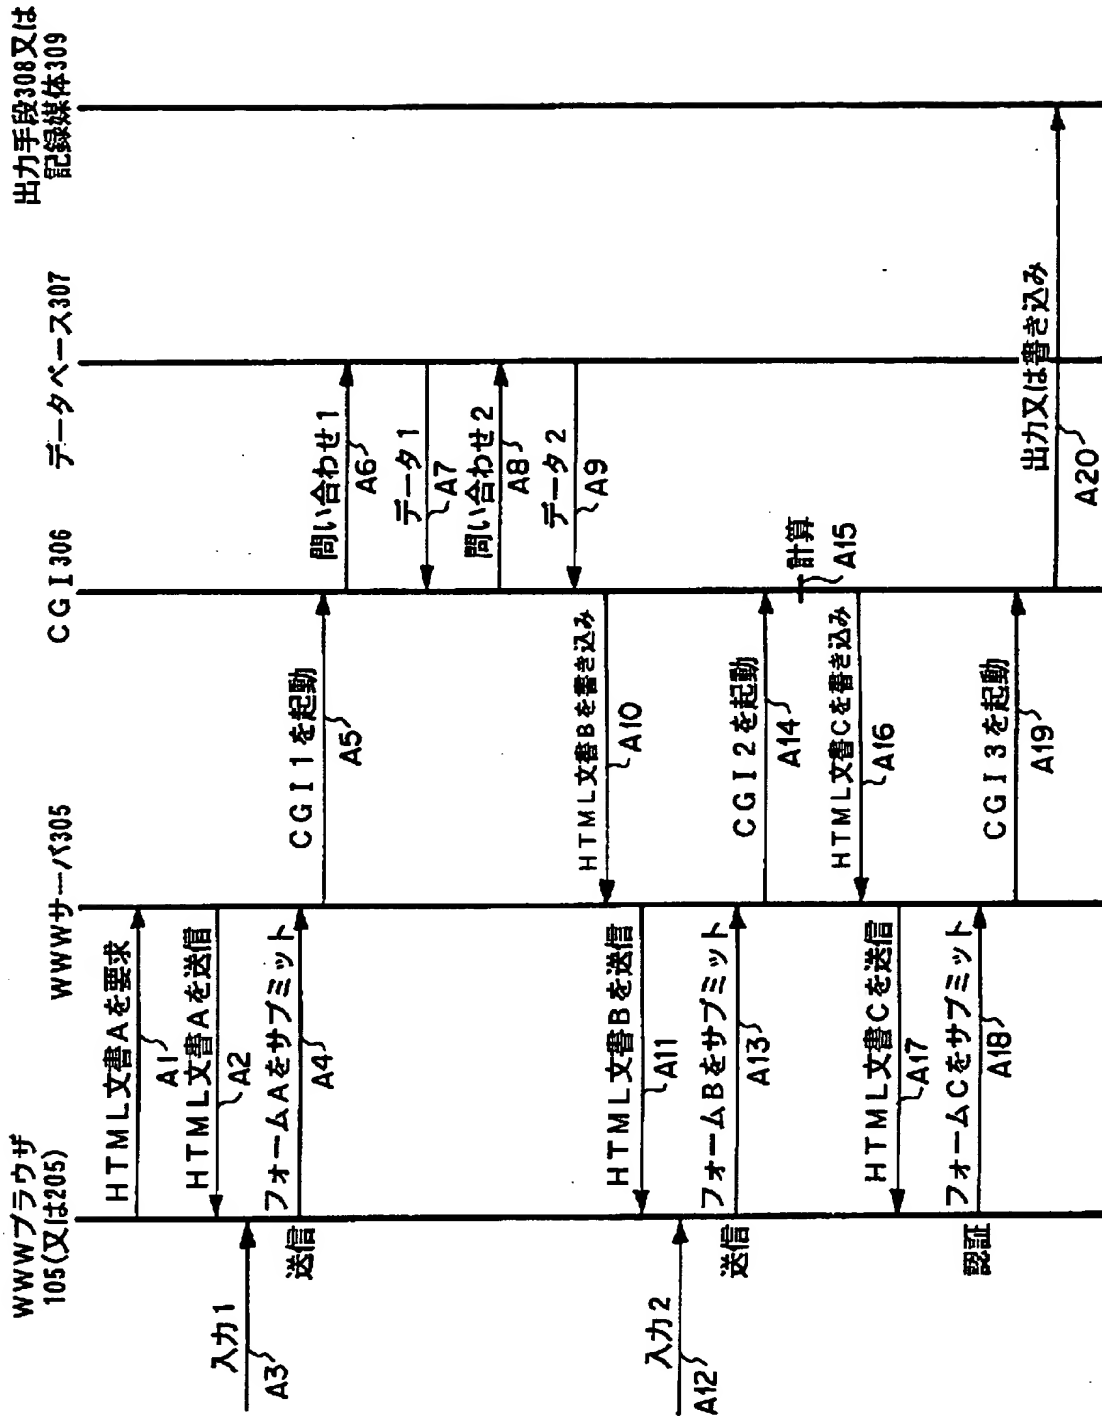 WWWブラウザ
105(又は205)
WWWサーバ305
CGI306
データベース307
出力手段308又は
記録媒体309
HTML文書Aを要求
A1
HTML文書Aを送信
A2
入力1
A3
送信
フォームAをサブミット
A4
CGI1を起動
A5
問い合わせ1
A6
データ1
A7
問い合わせ2
A8
データ2
A9
HTML文書Bを書き込み
A10
HTML文書Bを送信
A11
入力2
A12
送信
フォームBをサブミット
A13
CGI2を起動
A14
計算
A15
HTML文書Cを書き込み
A16
HTML文書Cを送信
A17
認証
フォームCをサブミット
A18
CGI3を起動
A19
出力又は書き込み
A20